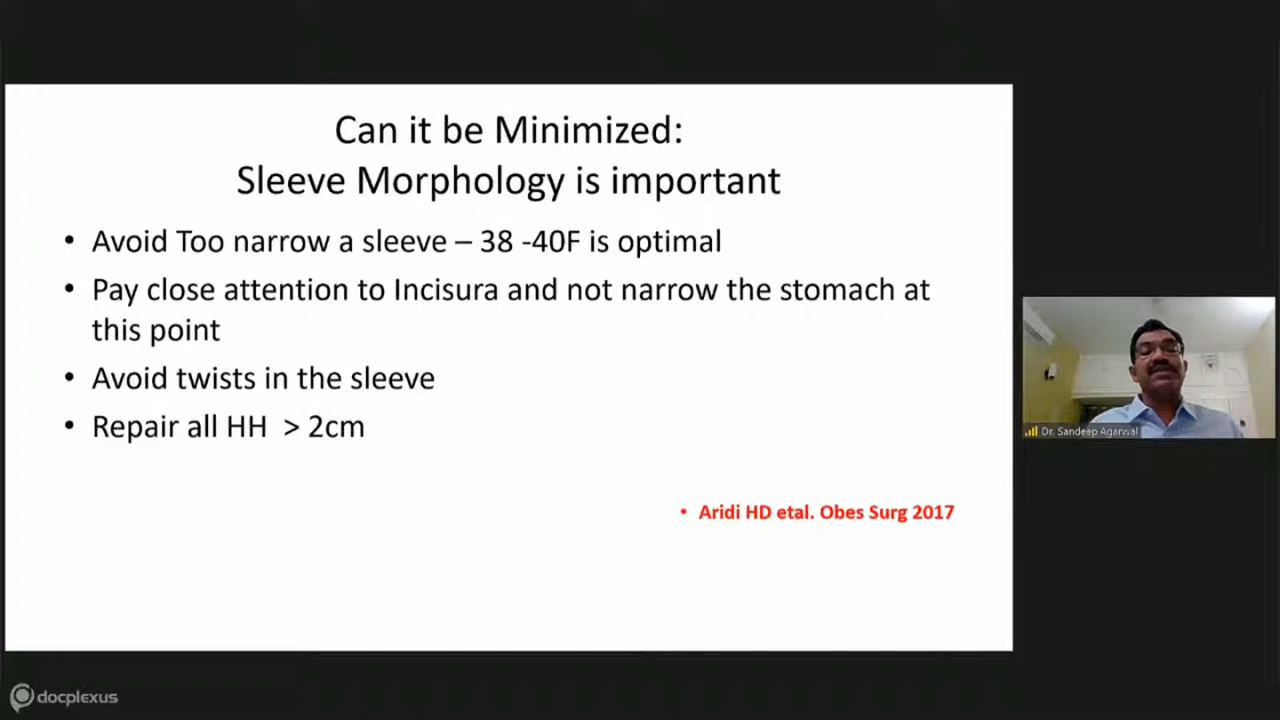 Can it be Minimized:
Sleeve Morphology is important
• Avoid Too narrow a sleeve – 38 -40F is optimal
• Pay close attention to Incisura and not narrow the stomach at
this point
• Avoid twists in the sleeve
• Repair all HH > 2cm
• Aridi HD etal. Obes Surg 2017
Dr. Sandeep Agarwal
docplexus